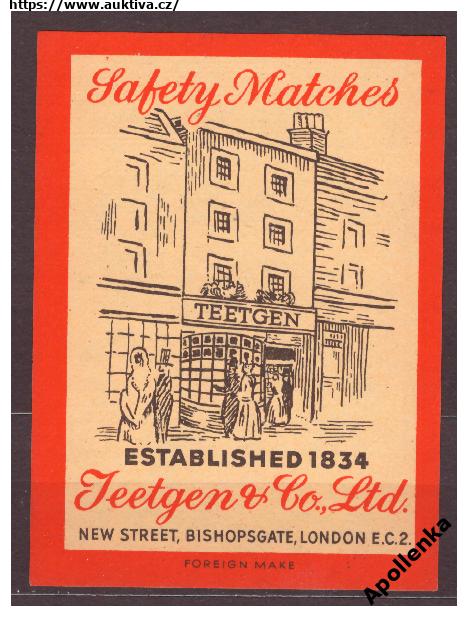 https://www.auktiva.cz/
Safety Matches
TEETGEN
ESTABLISHED 1834
Teetgen & Co., Ltd.
NEW STREET, BISHOPSGATE, LONDON E.C.2.
FOREIGN MAKE
Apollenka